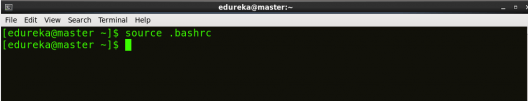 edureka@master:~
File Edit View Search Terminal Help
[edureka@master ~]$ source .bashrc
[edureka@master ~]$